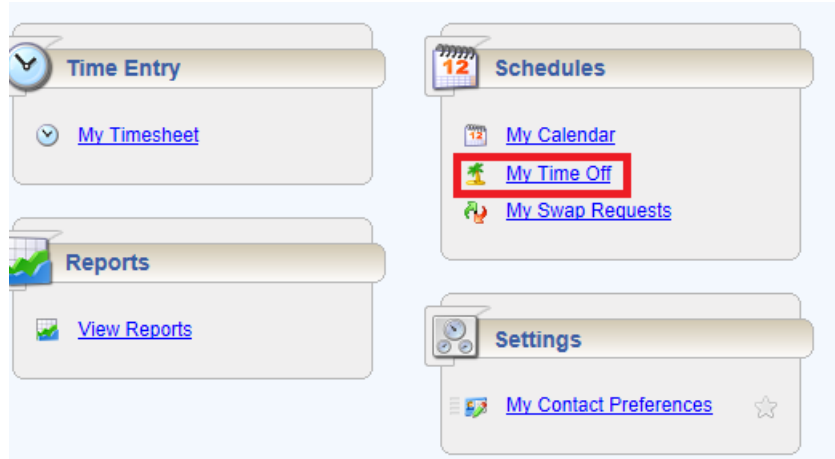 Time Entry
My Timesheet
Reports
View Reports
12 Schedules
12 My Calendar
My Time Off
My Swap Requests
Settings
My Contact Preferences